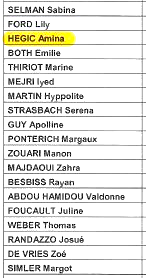 SELMAN Sabina
FORD Lily
HEGIC Amina
BOTH Emilie
THIRIOT Marine
MEJRI Iyed
MARTIN Hyppolite
STRASBACH Serena
GUY Apolline
PONTERICH Margaux
ZOUARI Manon
MAJDAOUI Zahra
BESBISS Rayan
ABDOU HAMIDOU Valdonne
FOUCAULT Juline
WEBER Thomas
RANDAZZO Josué
DE VRIES Zoé
SIMLER Margot